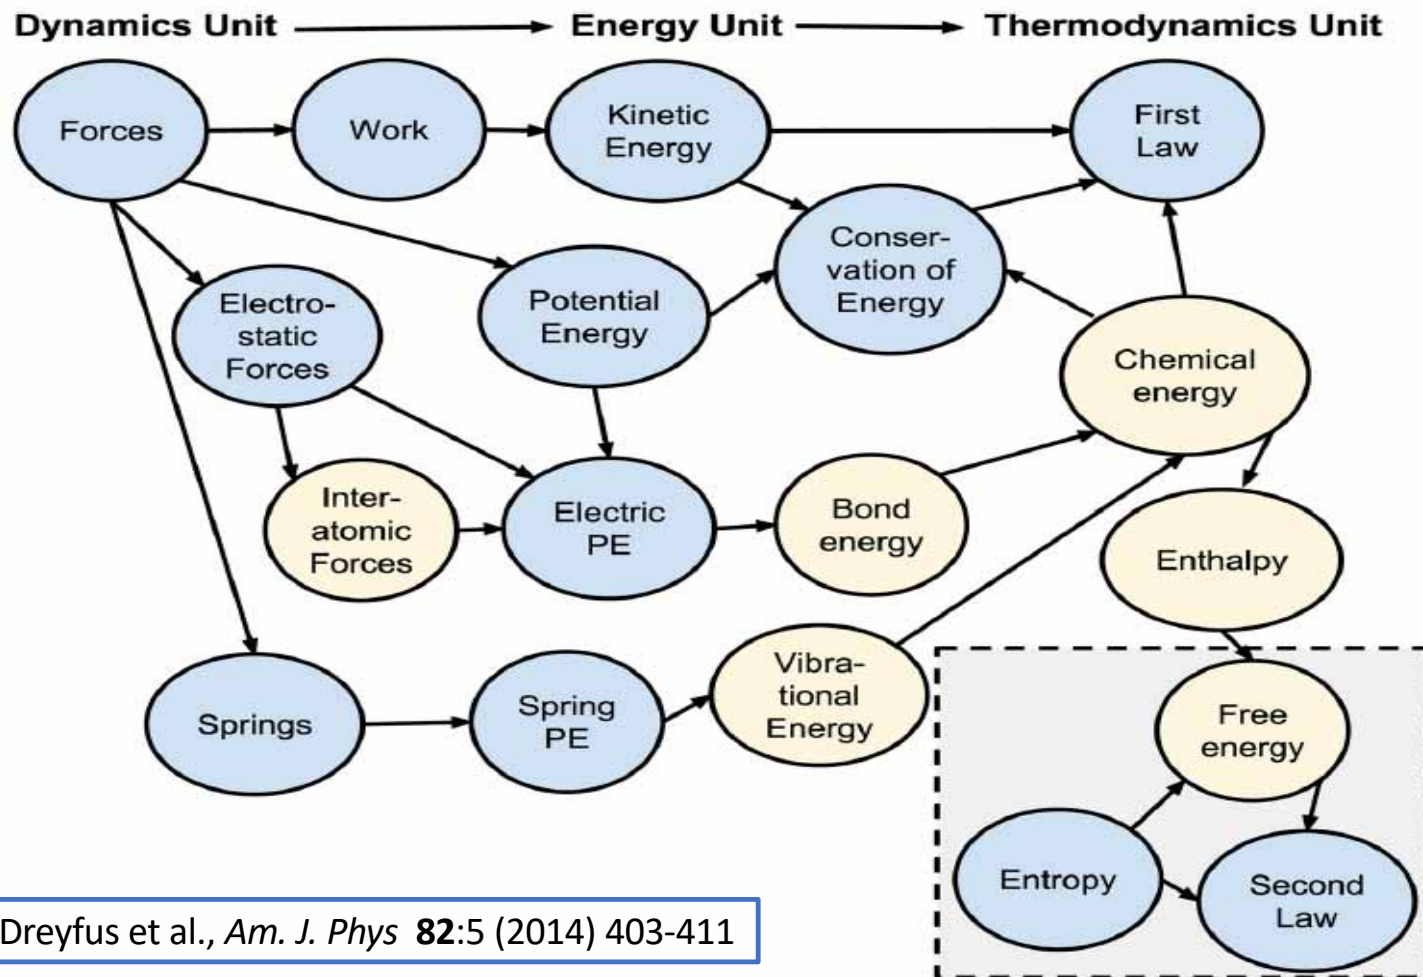 Dynamics Unit
Energy Unit
Thermodynamics Unit
Forces
Work
Kinetic
Energy
First
Law
Conser-
vation of
Energy
Electro-
static
Forces
Potential
Energy
Chemical
energy
Inter-
atomic
Forces
Electric
PE
Bond
energy
Enthalpy
Springs
Spring
PE
Vibra-
tional
Energy
Free
energy
Entropy
Second
Law
Dreyfus et al., Am. J. Phys 82:5 (2014) 403-411